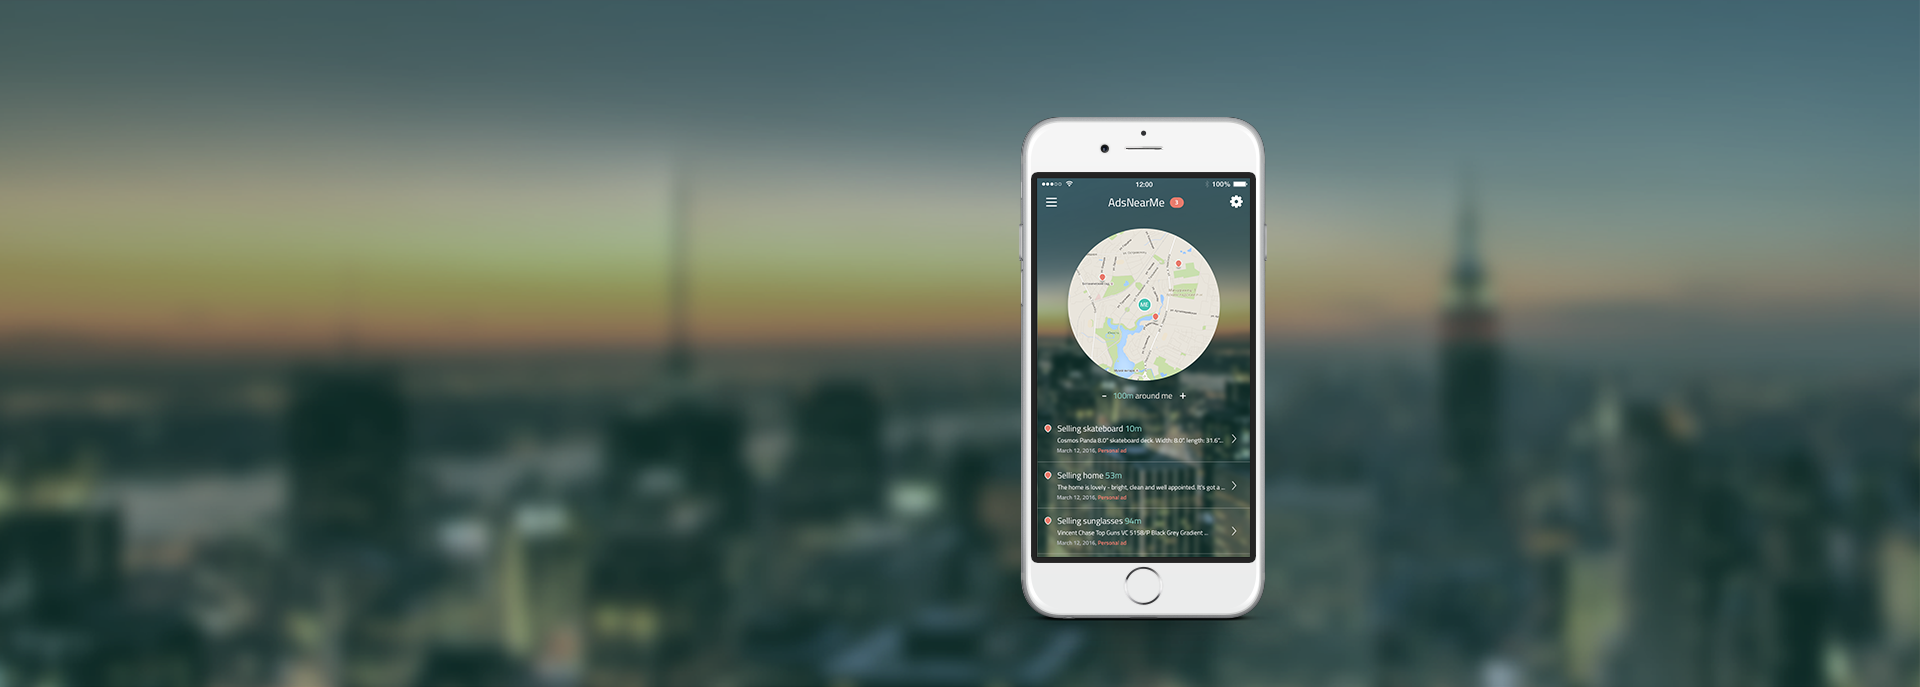 12:00
100%
AdsNearMe 3
ME
- 100m around me +
Selling skateboard 10m
Cosmos Panda 8.0" skateboard deck. Width: 8.0". length: 31.6"...
March 12, 2016, Personal ad
Selling home 53m
The home is lovely - bright, clean and well appointed. It's got a ...
March 12, 2016, Personal ad
Selling sunglasses 94m
Vincent Chase Top Guns VC 5158/P Black Grey Gradient ...
March 12, 2016, Personal ad